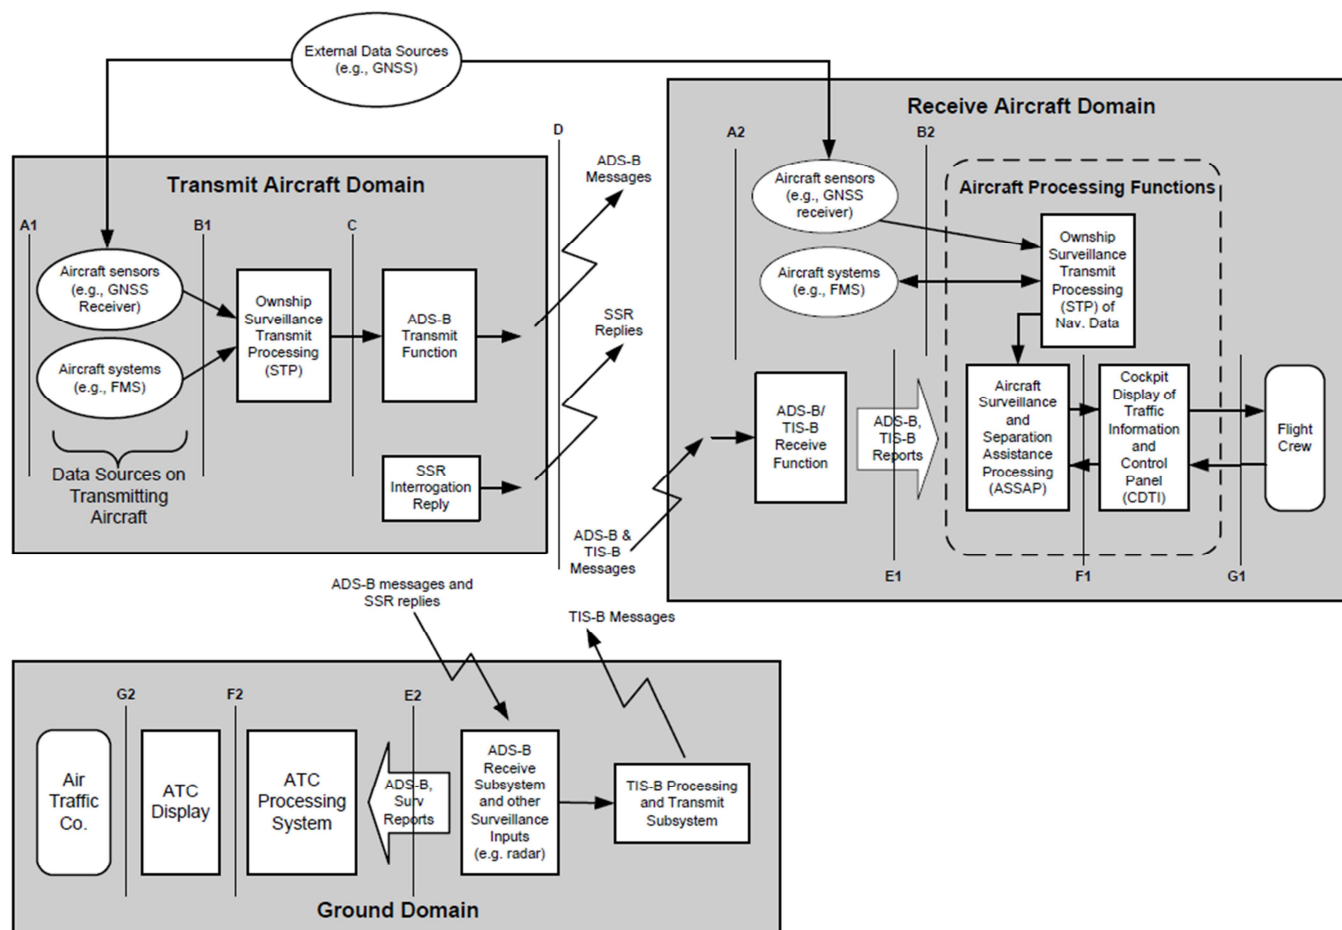 External Data Sources
(e.g., GNSS)
Transmit Aircraft Domain
A1
B1
C
D
Aircraft sensors
(e.g., GNSS
Receiver)
Aircraft systems
(e.g., FMS)
Data Sources on
Transmitting
Aircraft
Ownship
Surveillance
Transmit
Processing
(STP)
ADS-B
Transmit
Function
SSR
Interrogation
Reply
ADS-B
Messages
SSR
Replies
Receive Aircraft Domain
A2
B2
Aircraft sensors
(e.g., GNSS
receiver)
Aircraft systems
(e.g., FMS)
Aircraft Processing Functions
Ownship
Surveillance
Transmit
Processing
(STP) of
Nav. Data
ADS-B/
TIS-B
Receive
Function
ADS-B,
TIS-B
Reports
Aircraft
Surveillance
and
Separation
Assistance
Processing
(ASSAP)
Cockpit
Display of
Traffic
Information
and
Control
Panel
(CDTI)
Flight
Crew
E1
F1
G1
ADS-B &
TIS-B
Messages
ADS-B messages and
SSR replies
TIS-B Messages
G2
F2
E2
Air
Traffic
Co.
ATC
Display
ATC
Processing
System
ADS-B,
Surv
Reports
ADS-B
Receive
Subsystem
and other
Surveillance
Inputs
(e.g. radar)
TIS-B Processing
and Transmit
Subsystem
Ground Domain